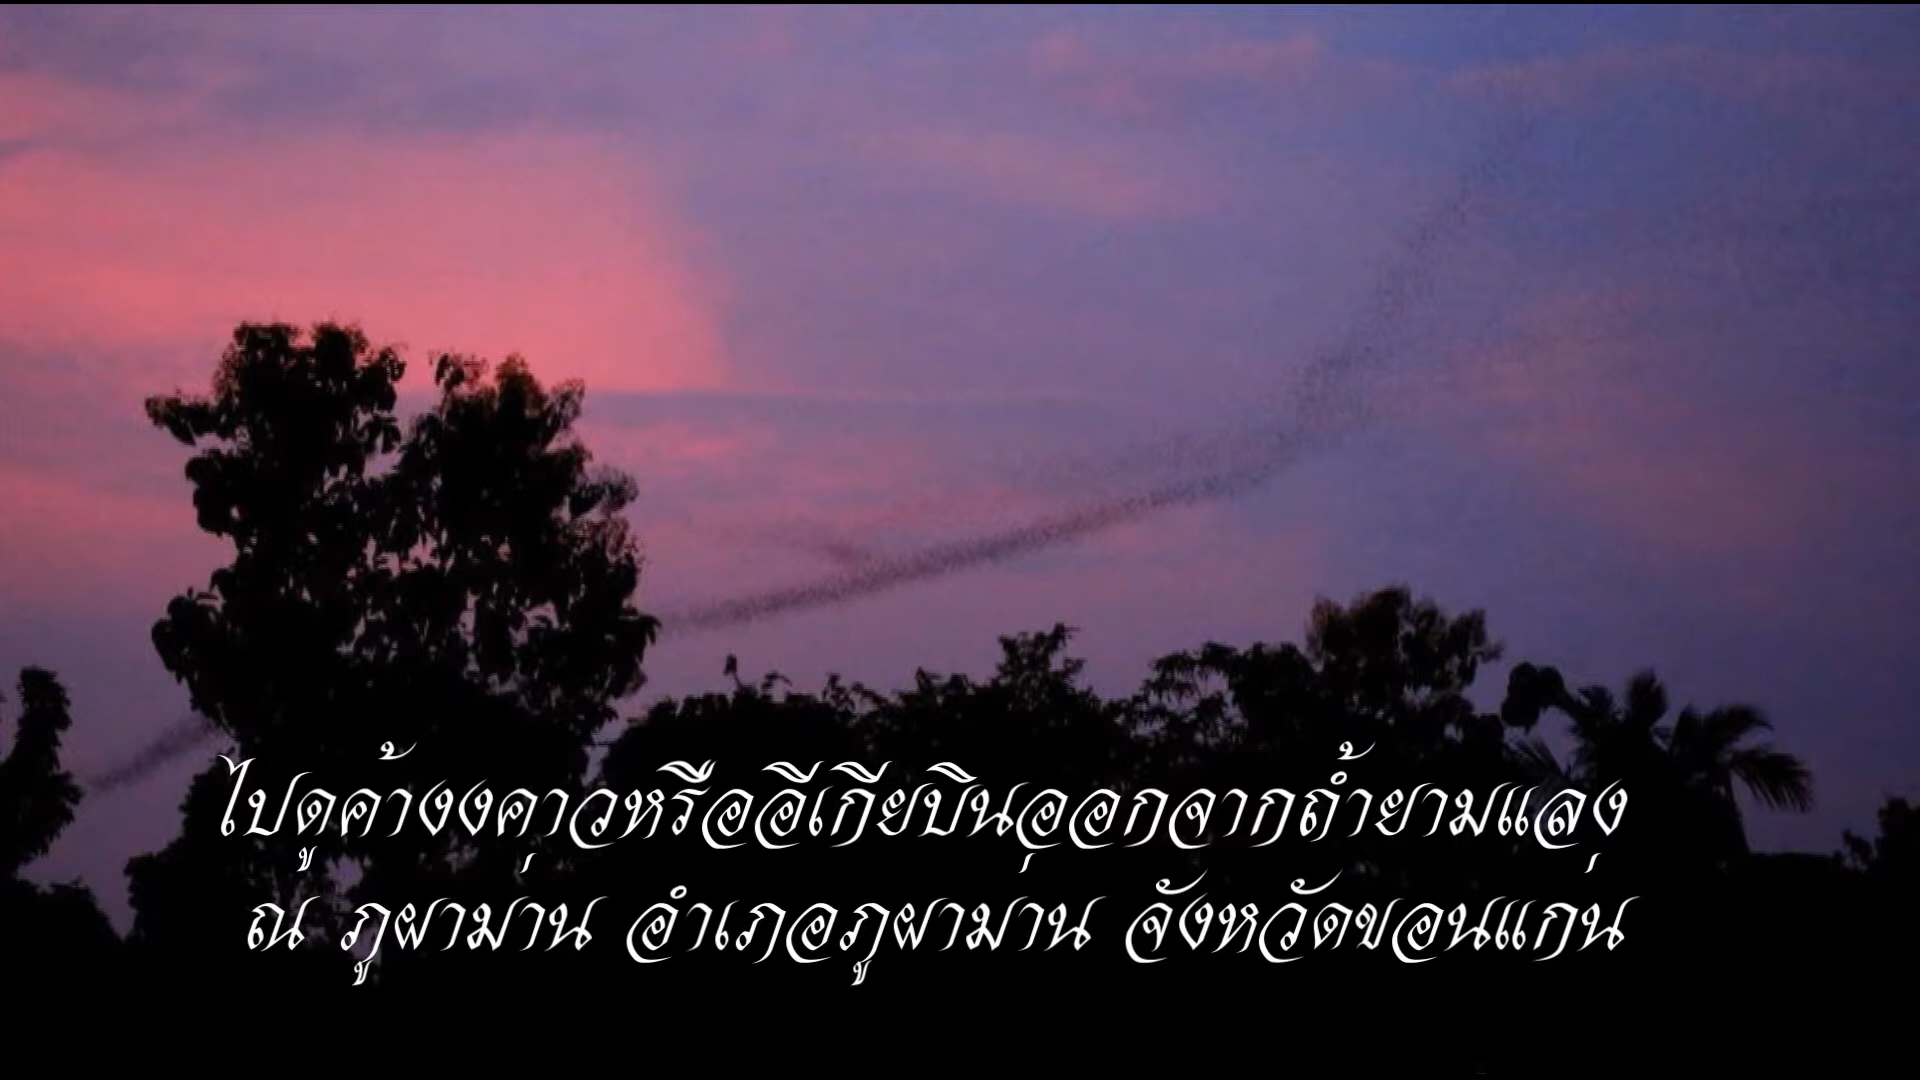 ไปดูค้างงคาวหรืออีเกียบินออกจากถ้ำยามแลง
ณ ภูผาม่าน อำเภอภูผาม่าน จังหวัดขอนแก่น